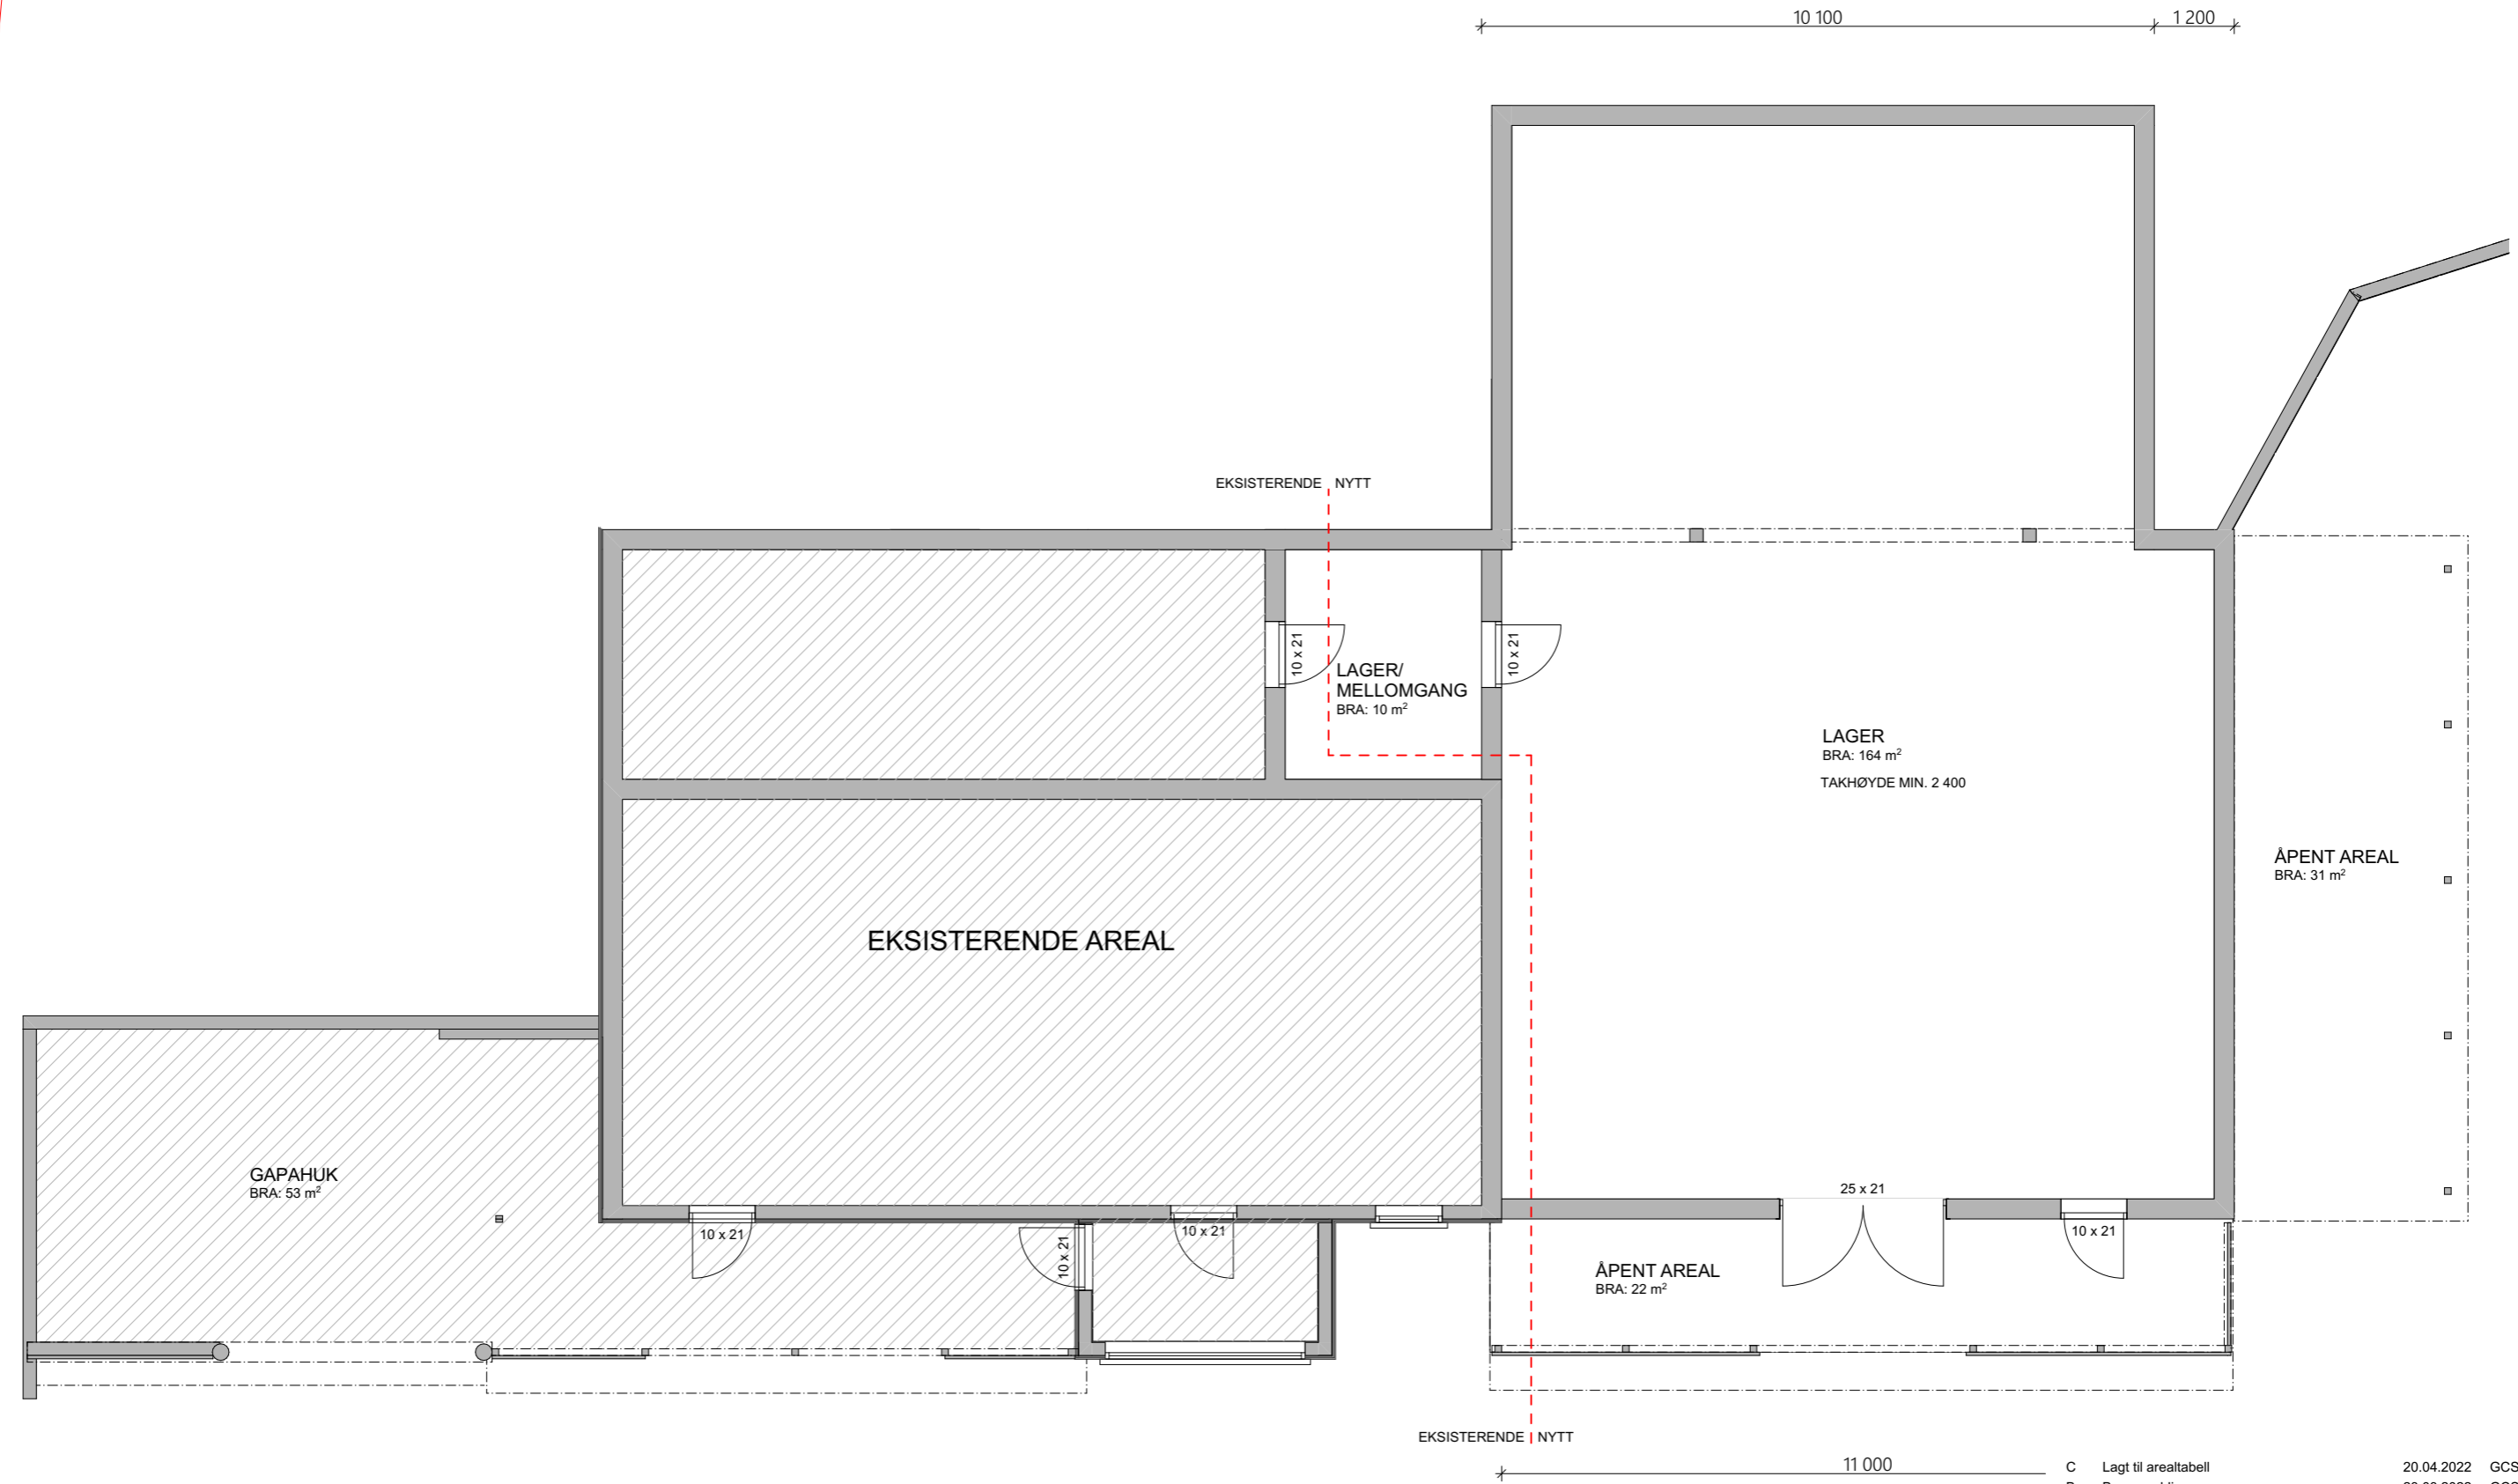 10 100
1 200
EKSISTERENDE NYTT
10 x 21
10 x 21
LAGER/
MELLOMGANG
BRA: 10 m²
LAGER
BRA: 164 m²
TAKHØYDE MIN. 2 400
ÅPENT AREAL
BRA: 31 m²
EKSISTERENDE AREAL
GAPAHUK
BRA: 53 m²
10 x 21
10 x 21
10 x 21
25 x 21
10 x 21
ÅPENT AREAL
BRA: 22 m²
EKSISTERENDE NYTT
11 000
C Lagt til arealtabell 20.04.2022 GCS